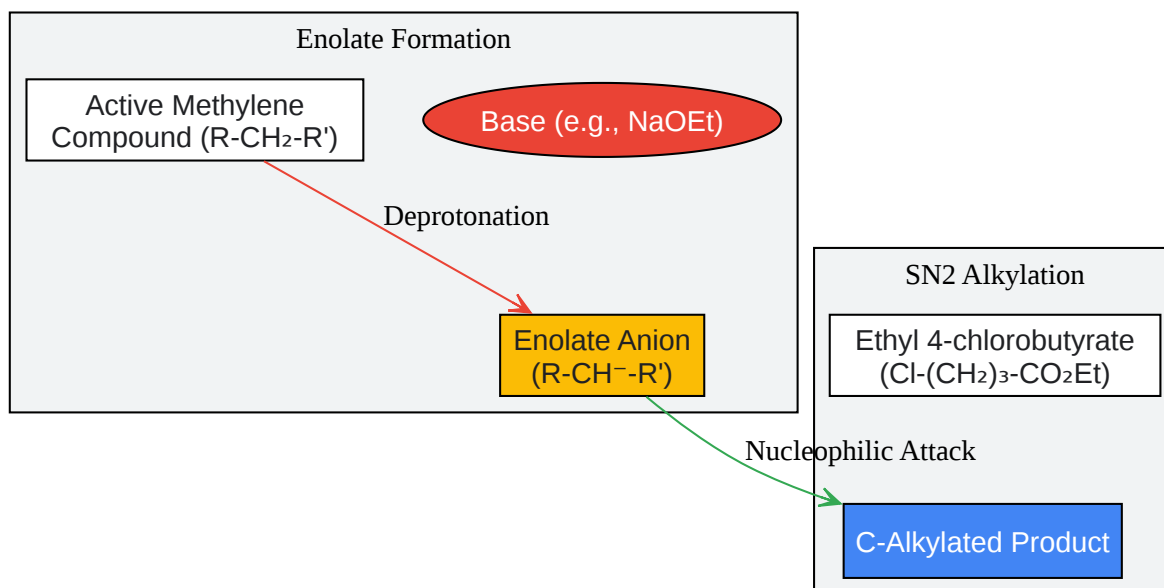 Enolate Formation
Active Methylene
Compound (R-CH₂-R')
Base (e.g., NaOEt)
Deprotonation
SN2 Alkylation
Enolate Anion
(R-CH⁻-R')
Ethyl 4-chlorobutyrate
(Cl-(CH₂)₃-CO₂Et)
Nucleophilic Attack
C-Alkylated Product